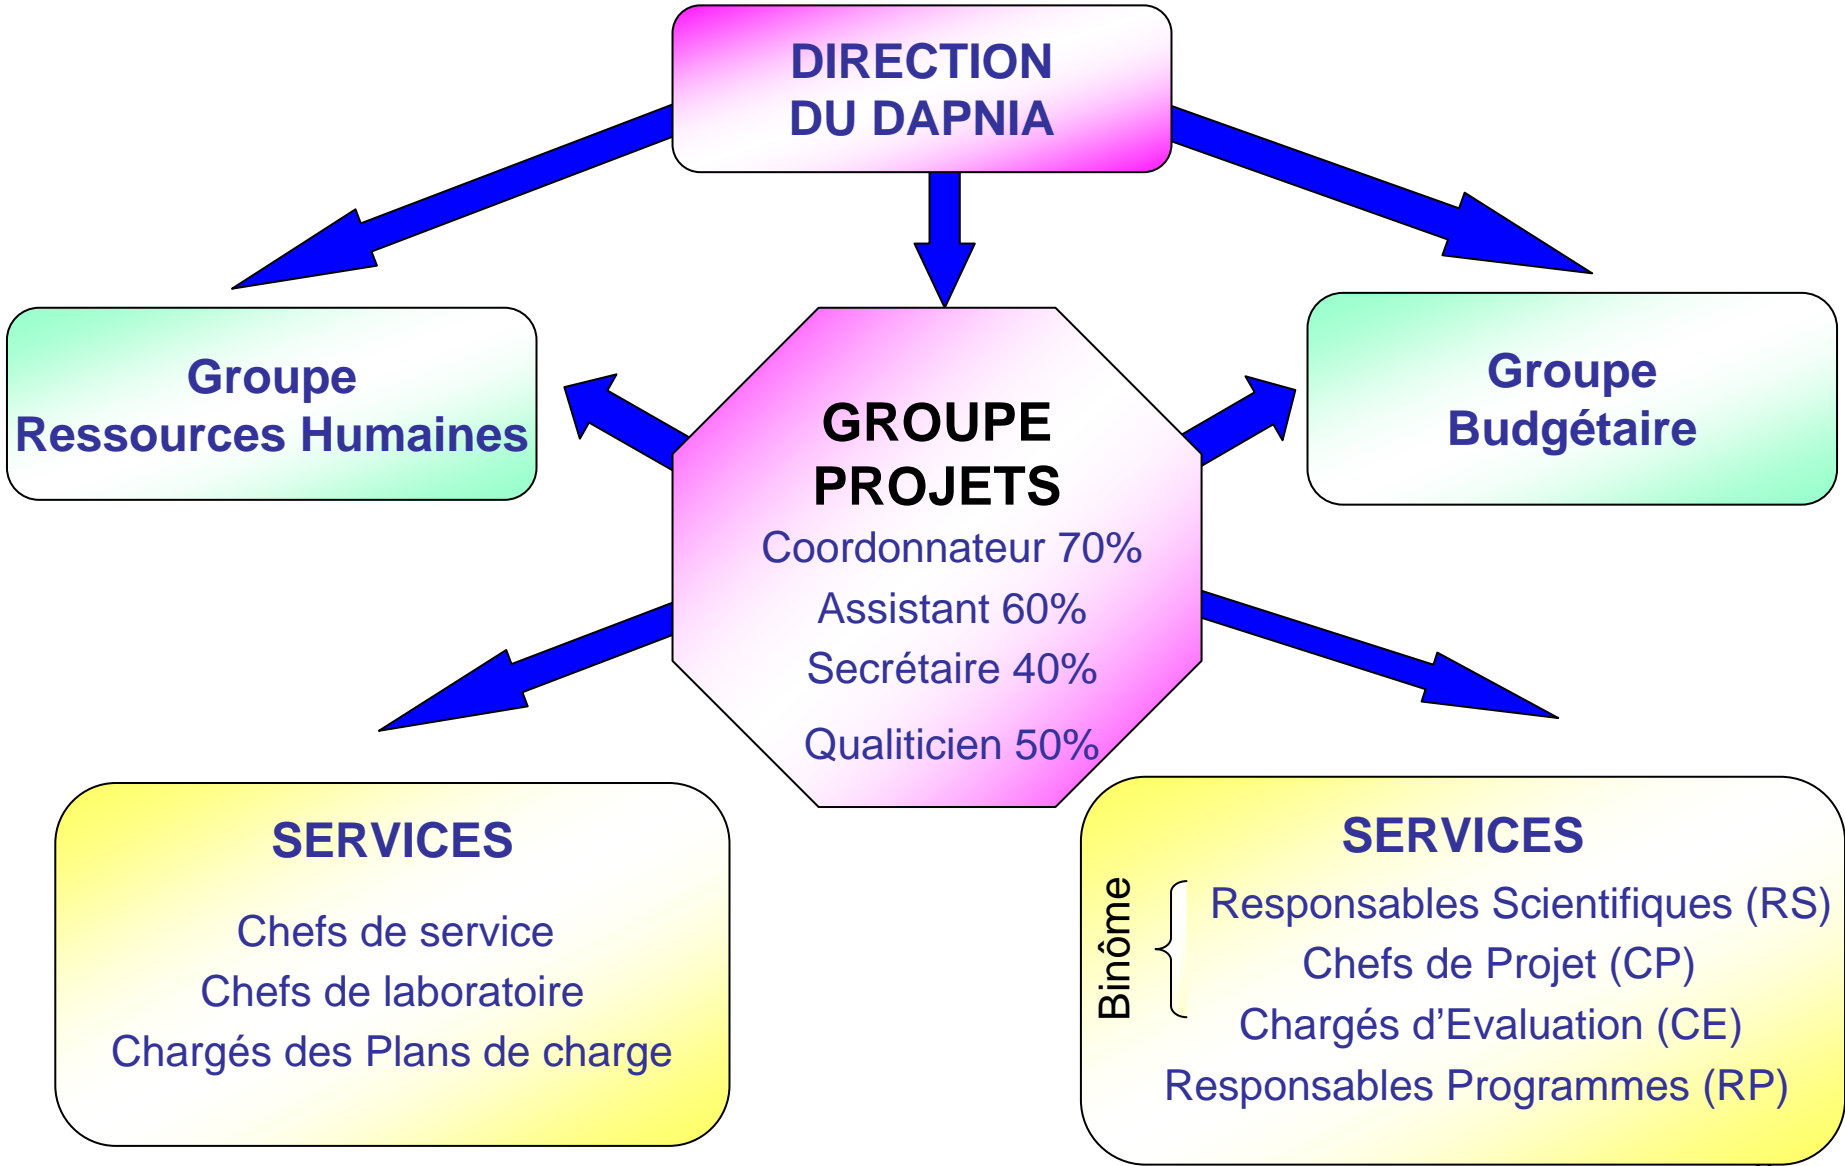 DIRECTION
DU DAPNIA
Groupe
Ressources Humaines
GROUPE
PROJETS
Coordonnateur 70%
Assistant 60%
Secrétaire 40%
Qualiticien 50%
Groupe
Budgétaire
SERVICES
Chefs de service
Chefs de laboratoire
Chargés des Plans de charge
SERVICES
Binôme
Responsables Scientifiques (RS)
Chefs de Projet (CP)
Chargés d’Evaluation (CE)
Responsables Programmes (RP)